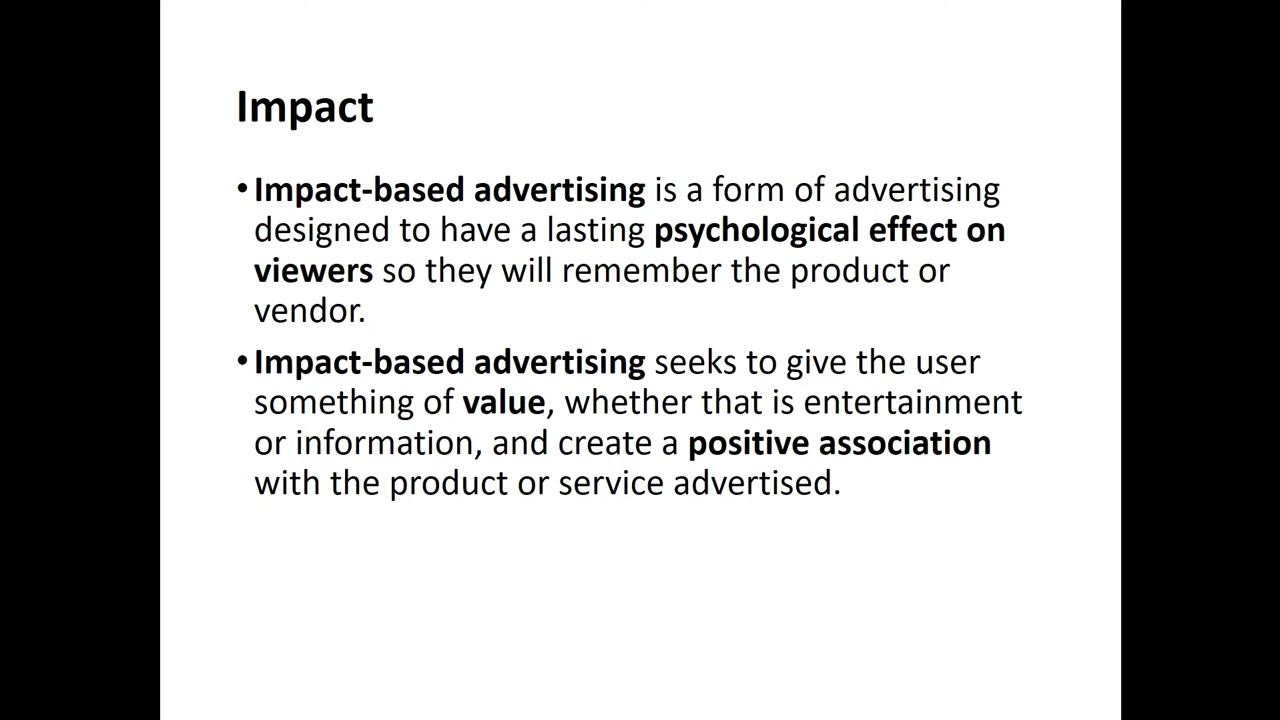 Impact
• Impact-based advertising is a form of advertising
designed to have a lasting psychological effect on
viewers so they will remember the product or
vendor.
• Impact-based advertising seeks to give the user
something of value, whether that is entertainment
or information, and create a positive association
with the product or service advertised.